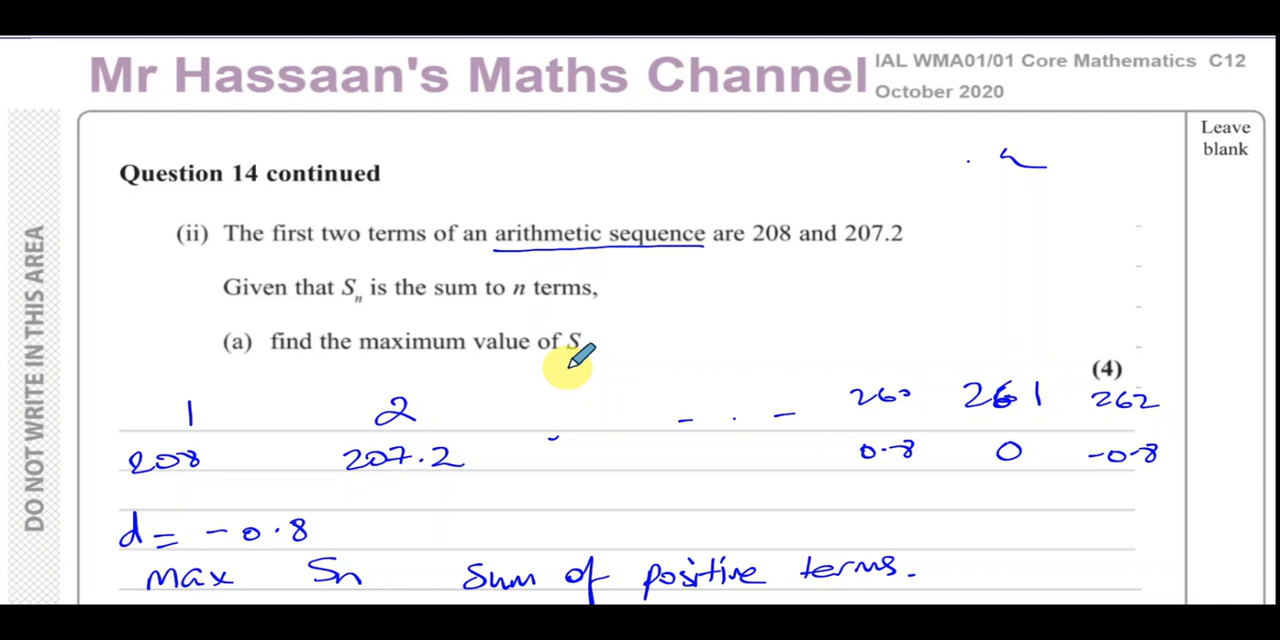 Mr Hassaan's Maths Channel
IAL WMA01/01 Core Mathematics C12
October 2020
Leave
blank
DO NOT WRITE IN THIS AREA
Question 14 continued
(ii) The first two terms of an arithmetic sequence are 208 and 207.2
Given that Sn is the sum to n terms,
(a) find the maximum value of S
(4)
1 2 - . - 260 261 262
208 207.2 0.8 0 -0.8
d = -0.8
max Sn sum of positive terms.